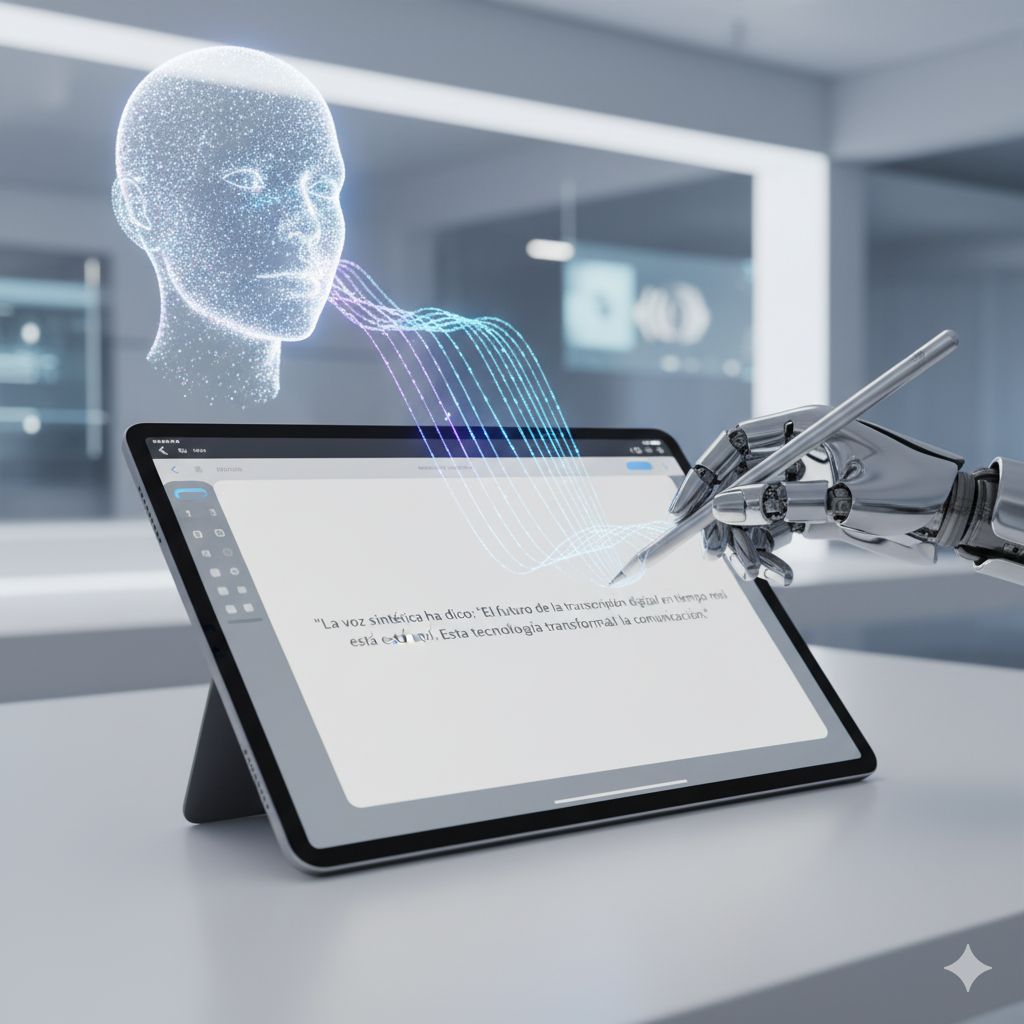 "La voz sintética ha dico: "El futuro de la transcripción digital en tiempo real
está. Esta tecnología transformal la comunicación."